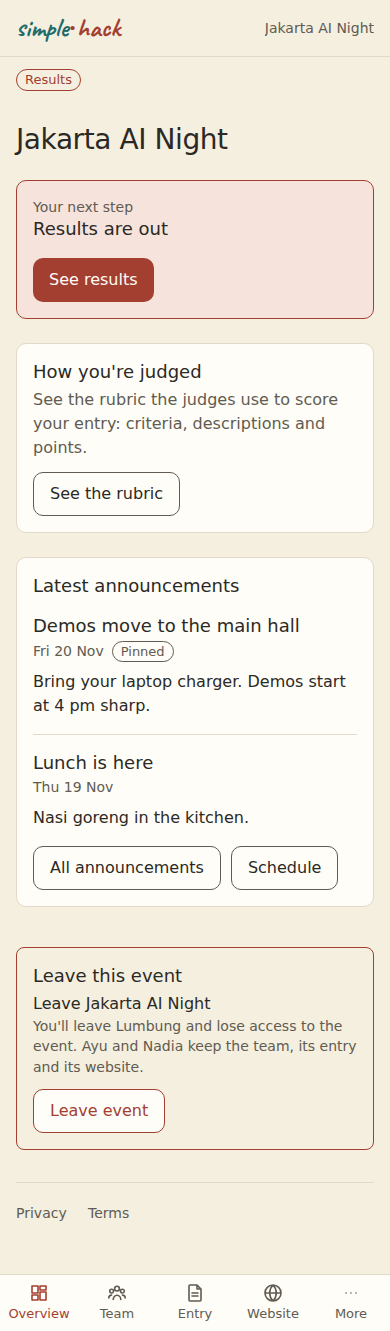 simple•hack
Jakarta AI Night
Results
Jakarta AI Night
Your next step
Results are out
See results
How you're judged
See the rubric the judges use to score
your entry: criteria, descriptions and
points.
See the rubric
Latest announcements
Demos move to the main hall
Fri 20 Nov Pinned
Bring your laptop charger. Demos start
at 4 pm sharp.
Lunch is here
Thu 19 Nov
Nasi goreng in the kitchen.
All announcements Schedule
Leave this event
Leave Jakarta AI Night
You'll leave Lumbung and lose access to the
event. Ayu and Nadia keep the team, its entry
and its website.
Leave event
Privacy Terms
Overview Team Entry Website More